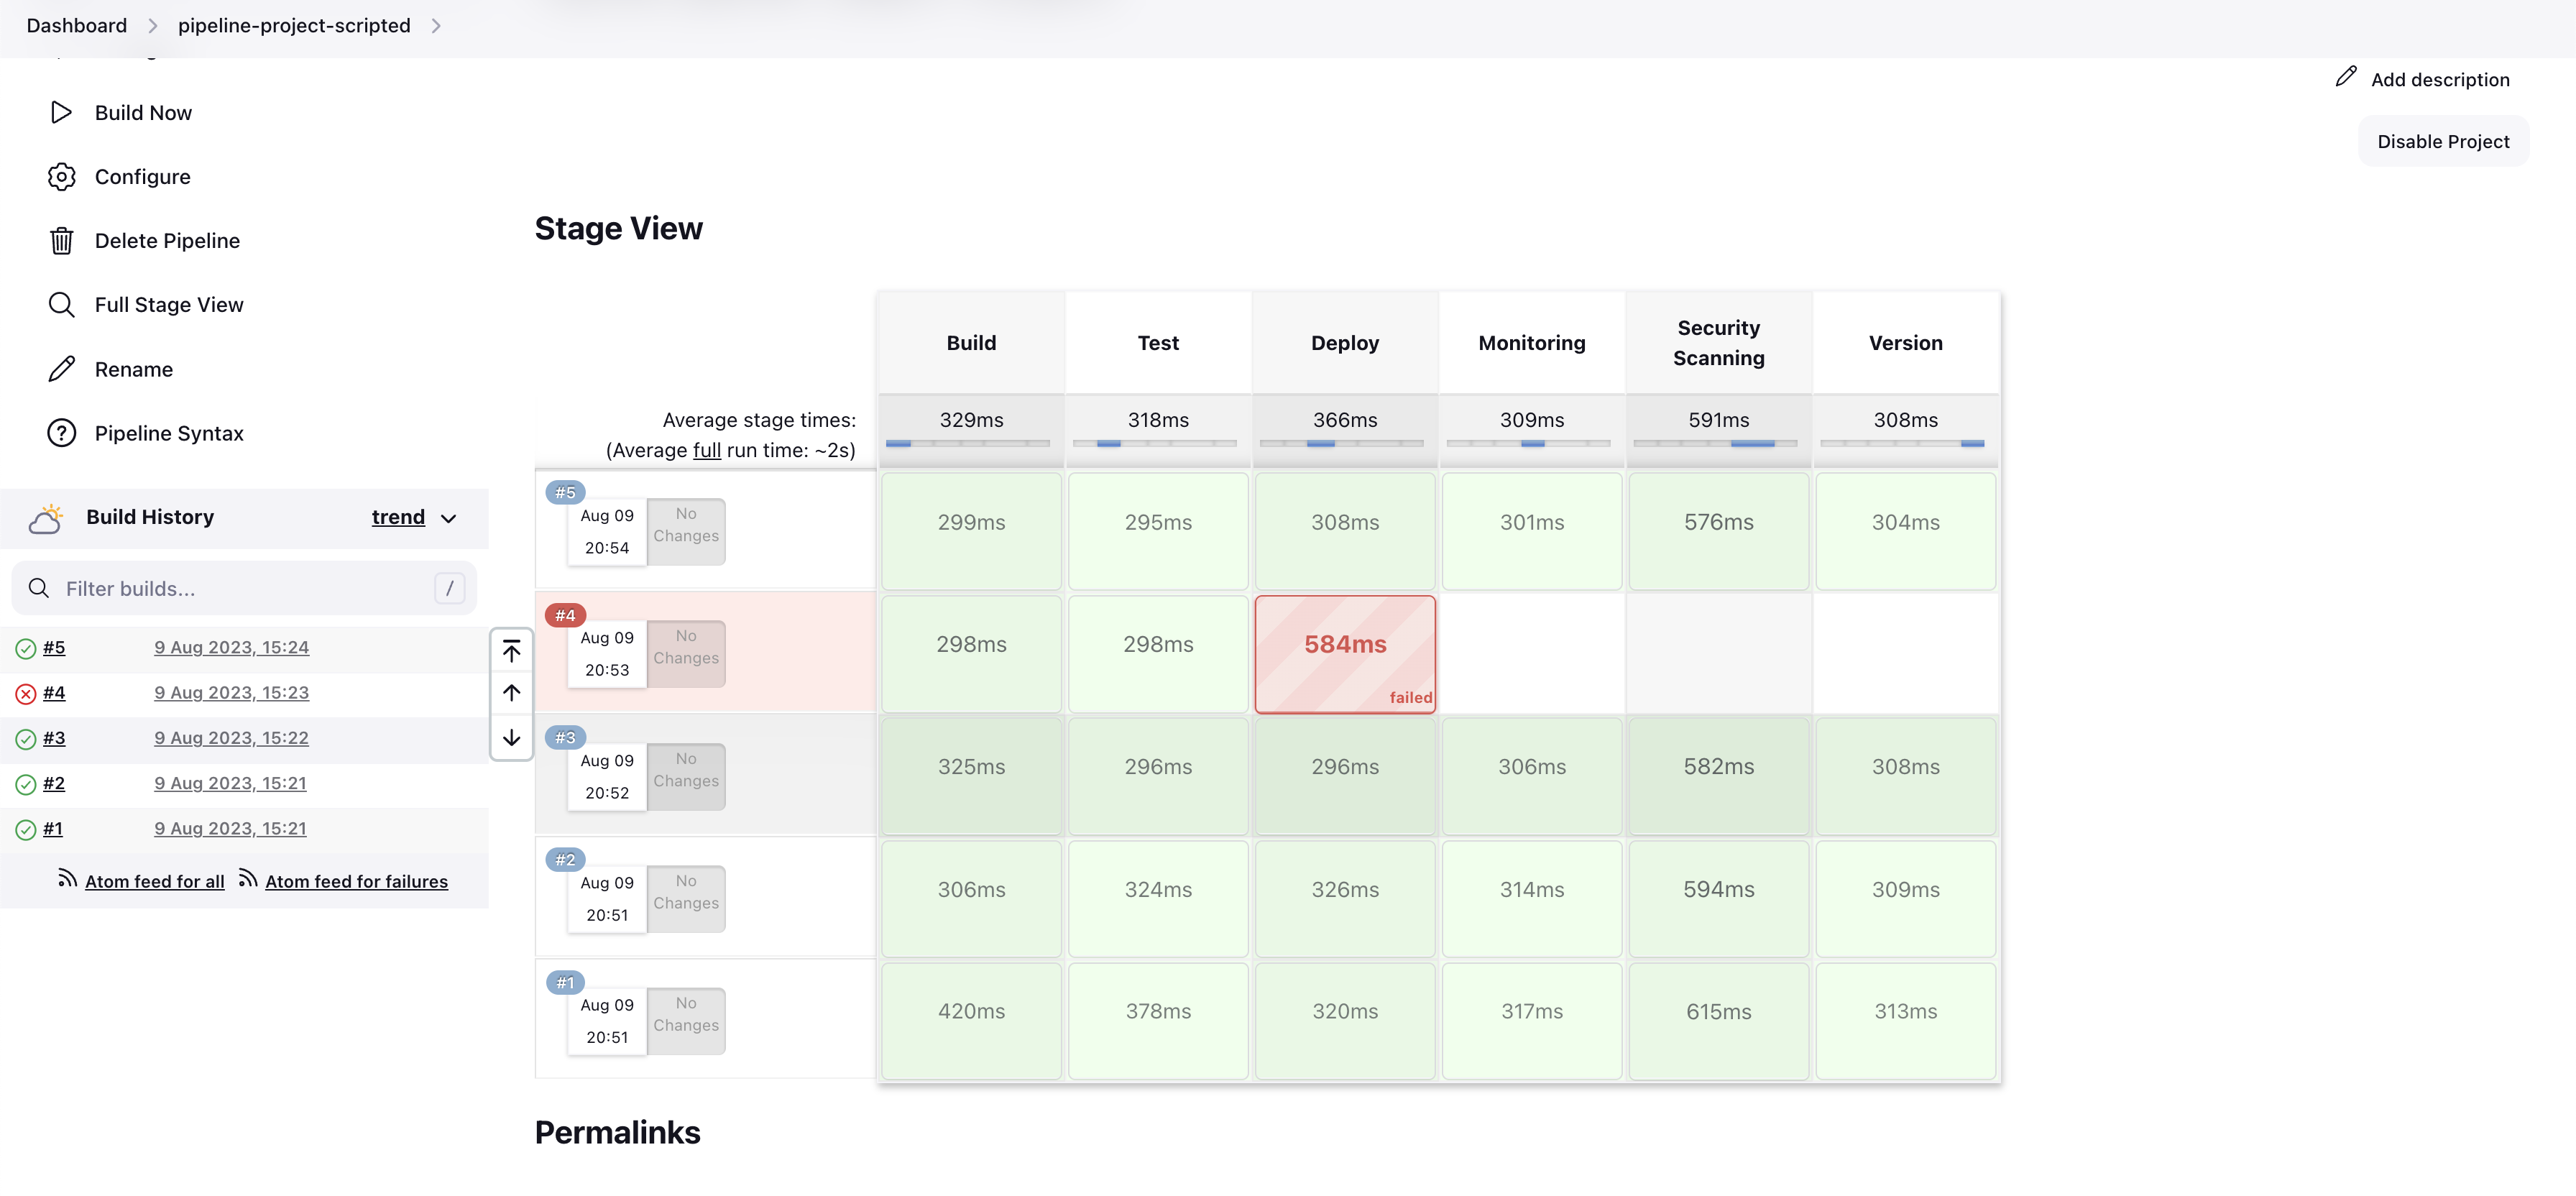 Dashboard
pipeline-project-scripted
Build Now
Configure
Delete Pipeline
Full Stage View
Rename
Pipeline Syntax
Build History
trend
Filter builds...
/
#5 9 Aug 2023, 15:24
#4 9 Aug 2023, 15:23
#3 9 Aug 2023, 15:22
#2 9 Aug 2023, 15:21
#1 9 Aug 2023, 15:21
Atom feed for all Atom feed for failures
Add description
Disable Project
Stage View
Build
Test
Deploy
Monitoring
Security
Scanning
Version
Average stage times:
(Average full run time: ~2s)
329ms 318ms 366ms 309ms 591ms 308ms
#5
Aug 09
20:54
No
Changes
299ms 295ms 308ms 301ms 576ms 304ms
#4
Aug 09
20:53
No
Changes
298ms 298ms 584ms
failed
#3
Aug 09
20:52
No
Changes
325ms 296ms 296ms 306ms 582ms 308ms
#2
Aug 09
20:51
No
Changes
306ms 324ms 326ms 314ms 594ms 309ms
#1
Aug 09
20:51
No
Changes
420ms 378ms 320ms 317ms 615ms 313ms
Permalinks